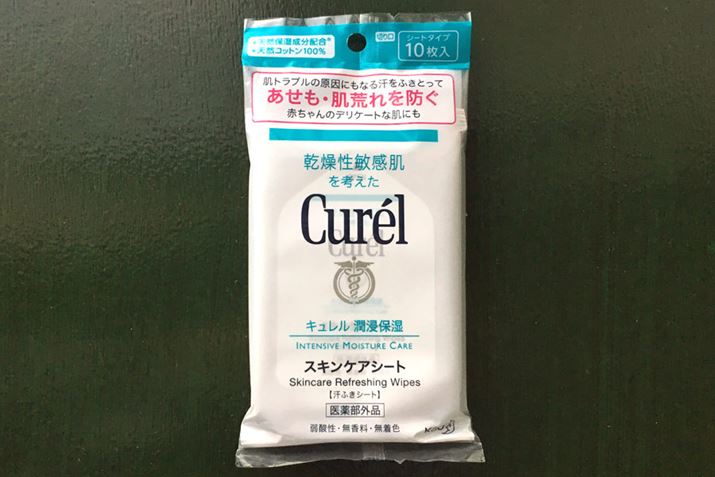 天然保湿成分配合*
天然コットン100%
切り口
シートタイプ
10枚入
肌トラブルの原因にもなる汗をふきとって
あせも・肌荒れを防ぐ
赤ちゃんのデリケートな肌にも
乾燥性敏感肌
を考えた
Curél
Curél
キュレル 潤浸保湿
INTENSIVE MOISTURE CARE
スキンケアシート
Skincare Refreshing Wipes
【汗ふきシート】
医薬部外品
弱酸性・無香料・無着色